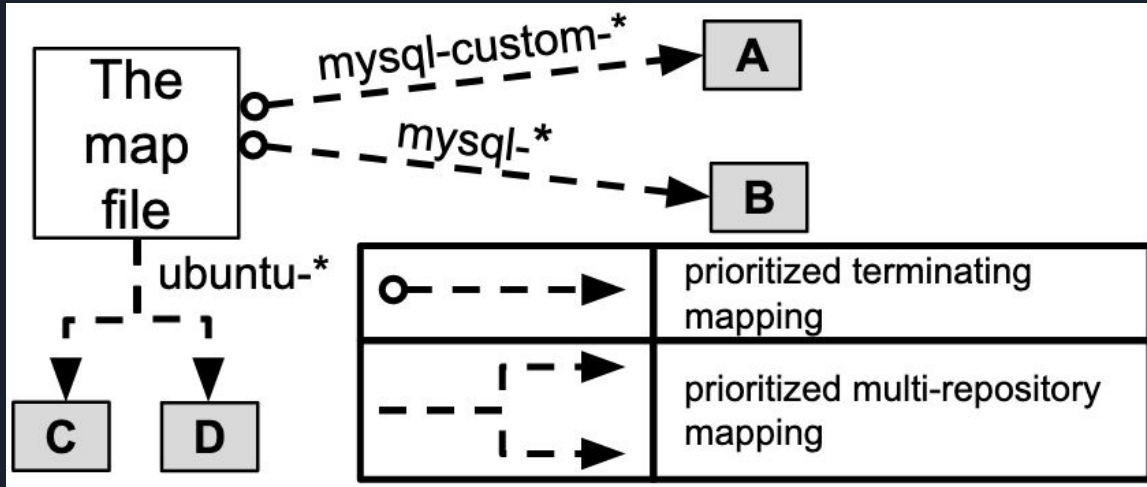 The
map
file
mysql-custom-*
A
mysql-*
B
ubuntu-*
C
D
prioritized terminating
mapping
prioritized multi-repository
mapping